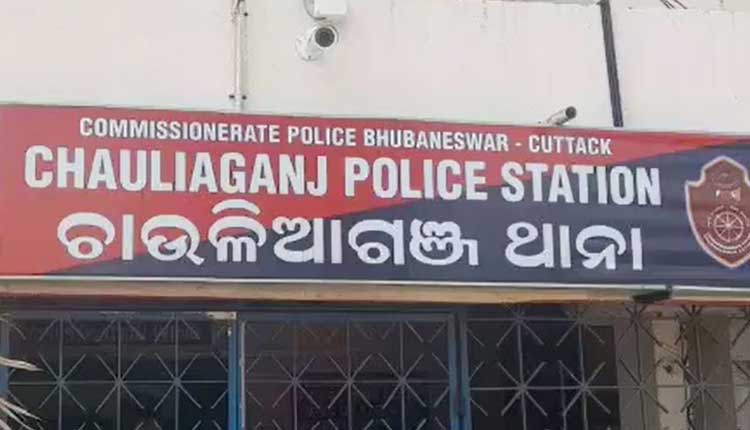 COMMISSIONERATE POLICE BHUBANESWAR - CUTTACK
CHAULIAGANJ POLICE STATION
ଚାଉଳିଆଗଞ୍ଜ ଥାନା